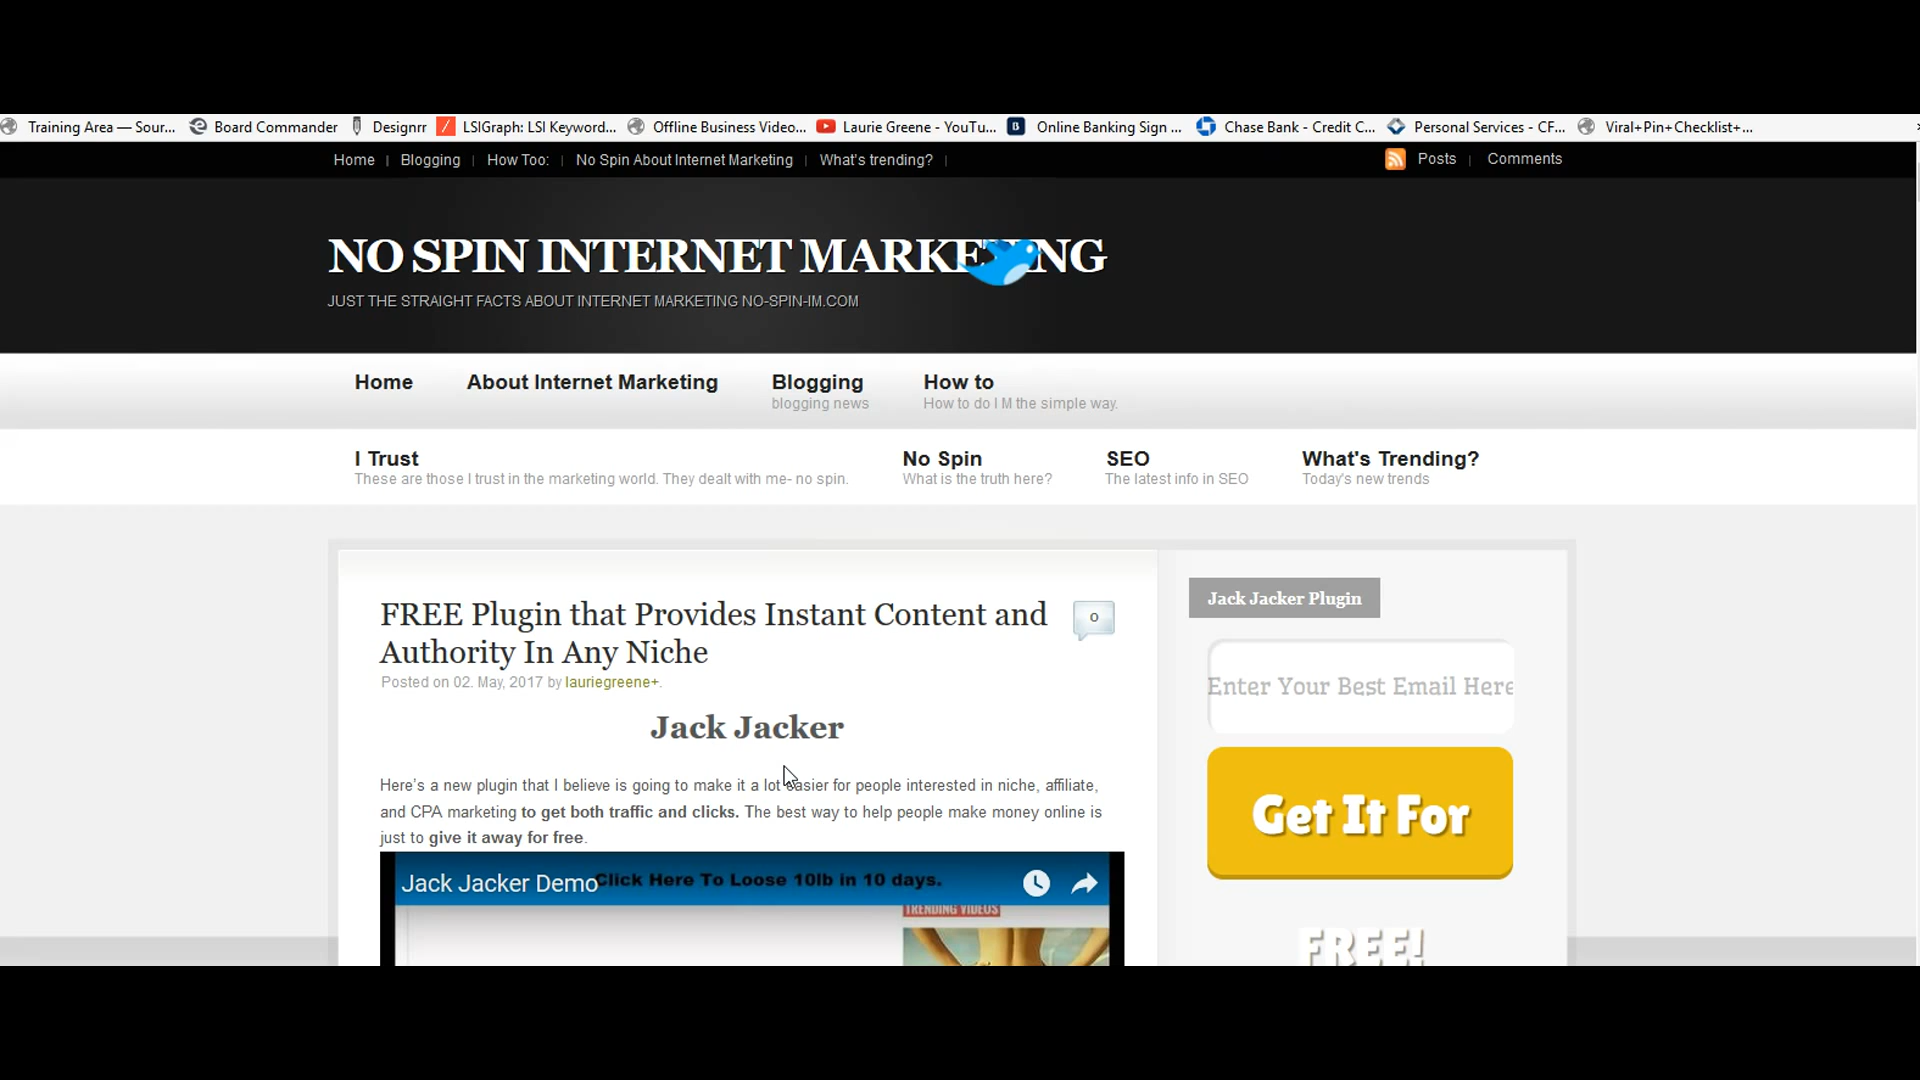 Training Area — Sour... Board Commander Designrr LSIGraph: LSI Keyword... Offline Business Video... Laurie Greene - YouTu... Online Banking Sign ... Chase Bank - Credit C... Personal Services - CF... Viral+Pin+Checklist+...
Home | Blogging | How Too: | No Spin About Internet Marketing | What's trending? | Posts | Comments
NO SPIN INTERNET MARKETING
JUST THE STRAIGHT FACTS ABOUT INTERNET MARKETING NO-SPIN-IM.COM
Home About Internet Marketing Blogging How to
blogging news How to do I M the simple way.
I Trust No Spin SEO What's Trending?
These are those I trust in the marketing world. They dealt with me- no spin. What is the truth here? The latest info in SEO Today's new trends
FREE Plugin that Provides Instant Content and
Authority In Any Niche
0
Posted on 02. May, 2017 by lauriegreene+.
Jack Jacker
Here's a new plugin that I believe is going to make it a lot easier for people interested in niche, affiliate,
and CPA marketing to get both traffic and clicks. The best way to help people make money online is
just to give it away for free.
Jack Jacker Demo
Click Here To Loose 10lb in 10 days.
TRENDING VIDEOS
Jack Jacker Plugin
Enter Your Best Email Here
Get It For
FREE!